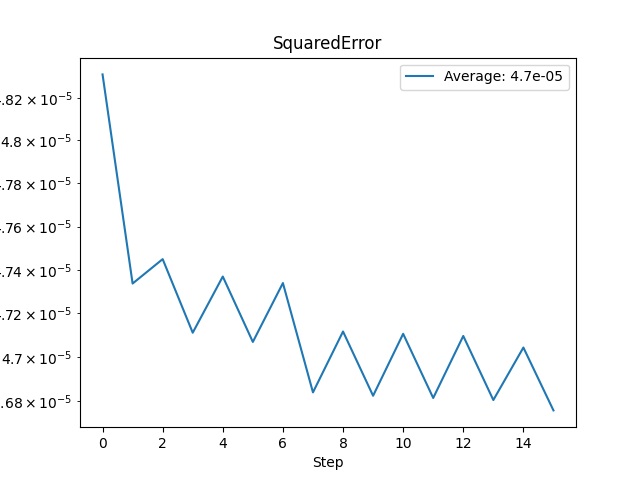 SquaredError
Average: 4.7e-05
.82 × 10⁻⁵
4.8 × 10⁻⁵
4.78 × 10⁻⁵
4.76 × 10⁻⁵
4.74 × 10⁻⁵
4.72 × 10⁻⁵
4.7 × 10⁻⁵
.68 × 10⁻⁵
0 2 4 6 8 10 12 14
Step